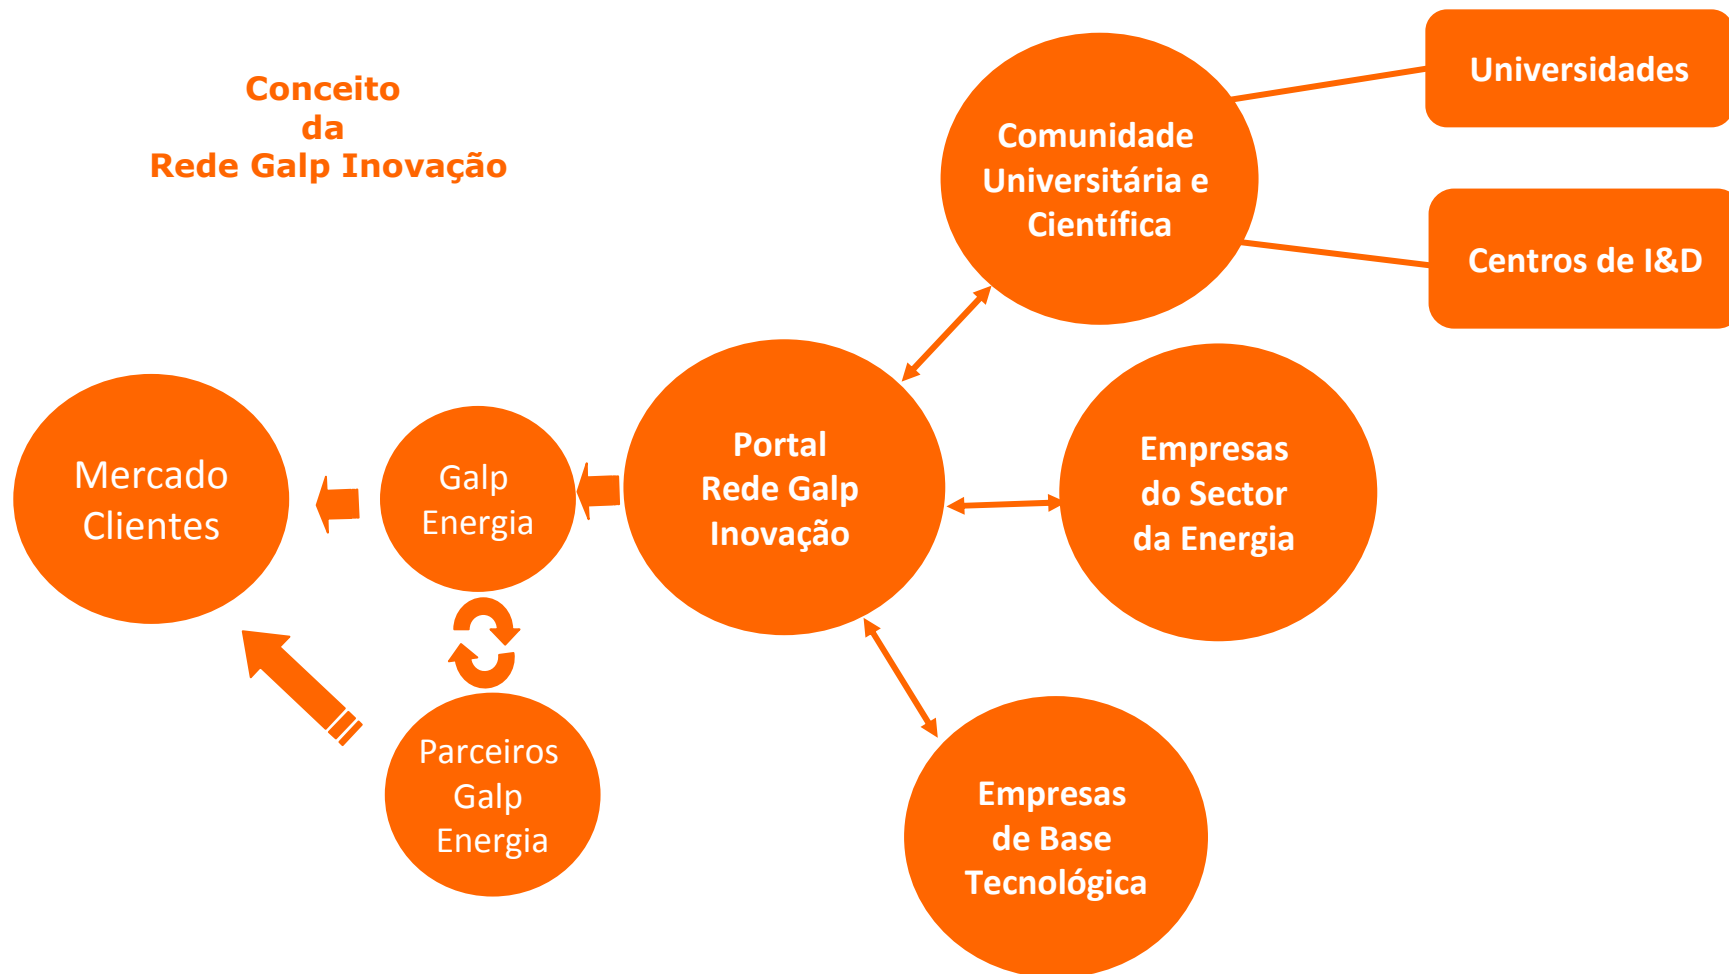 Conceito
da
Rede Galp Inovação
Universidades
Comunidade
Universitária e
Científica
Centros de I&D
Mercado
Clientes
Galp
Energia
Portal
Rede Galp
Inovação
Empresas
do Sector
da Energia
Parceiros
Galp
Energia
Empresas
de Base
Tecnológica